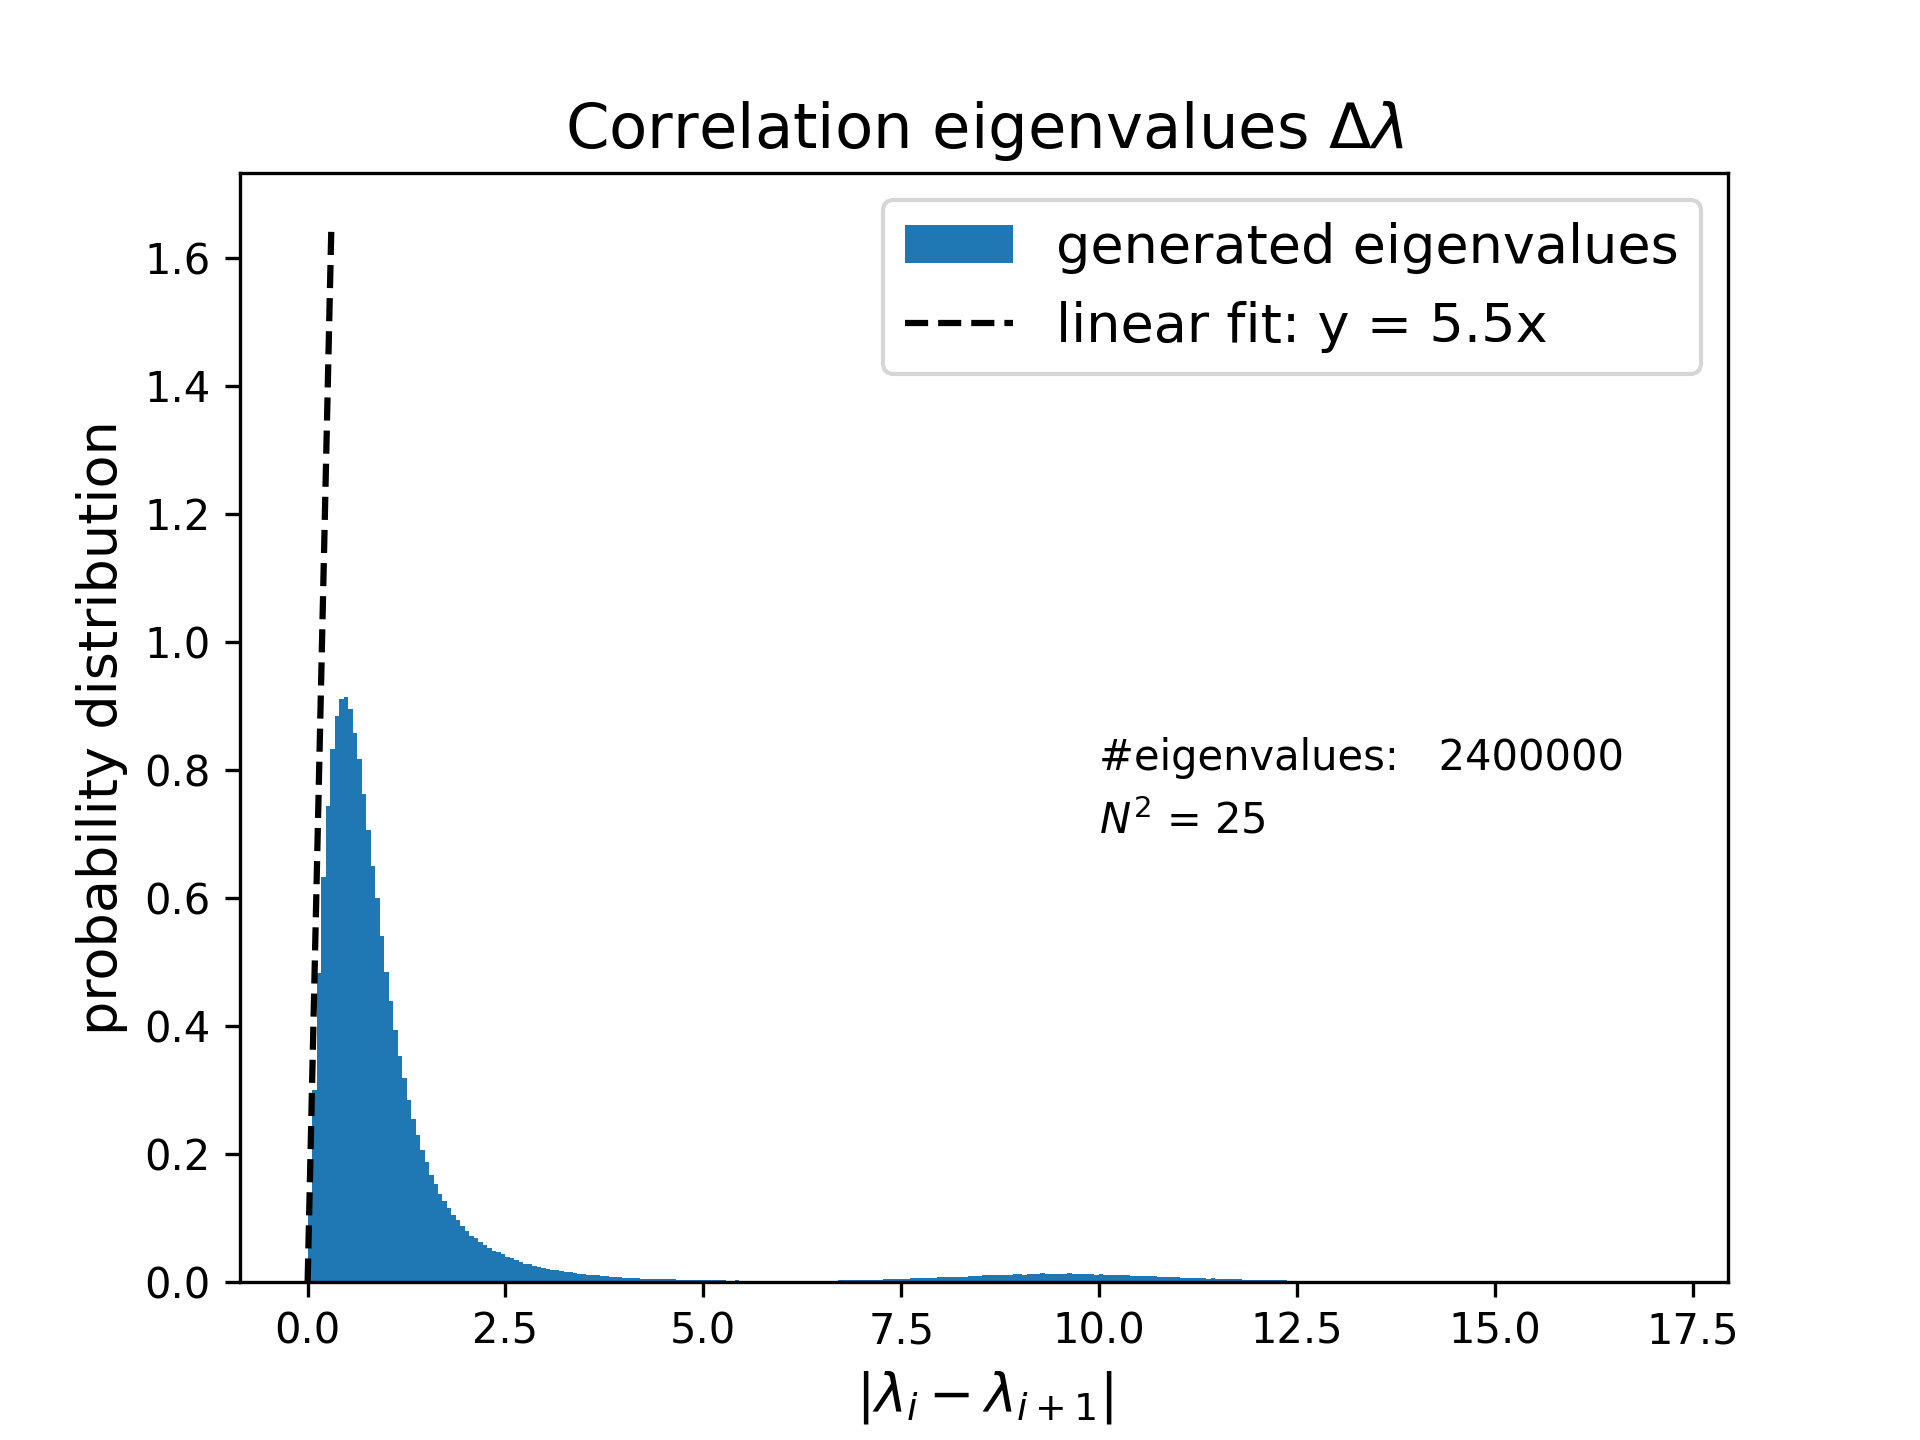 Correlation eigenvalues Δλ
generated eigenvalues
linear fit: y = 5.5x
probability distribution
1.6
1.4
1.2
1.0
0.8
0.6
0.4
0.2
0.0
#eigenvalues: 2400000
N² = 25
0.0 2.5 5.0 7.5 10.0 12.5 15.0 17.5
|λᵢ − λᵢ₊₁|